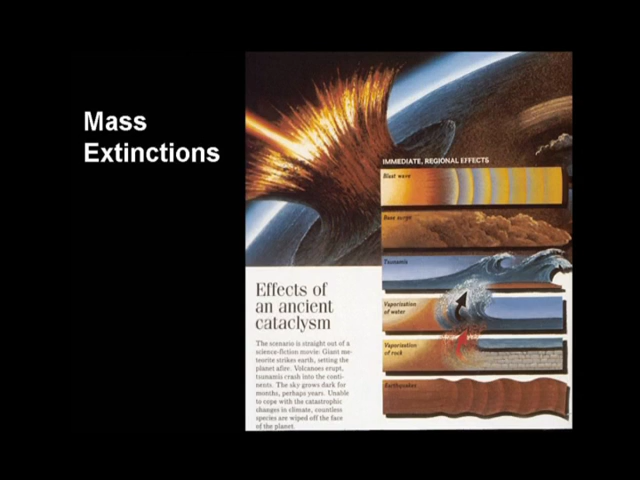 Mass
Extinctions
IMMEDIATE, REGIONAL EFFECTS
Blast wave
Base surge
Tsunamis
Vaporization
of water
Vaporization
of rock
Earthquakes
Effects of
an ancient
cataclysm
The scenario is straight out of a
science-fiction movie: Giant me-
teorite strikes earth, setting the
planet afire. Volcanoes erupt,
tsunamis crash into the conti-
nents. The sky grows dark for
months, perhaps years. Unable
to cope with the catastrophic
changes in climate, countless
species are wiped off the face
of the planet.